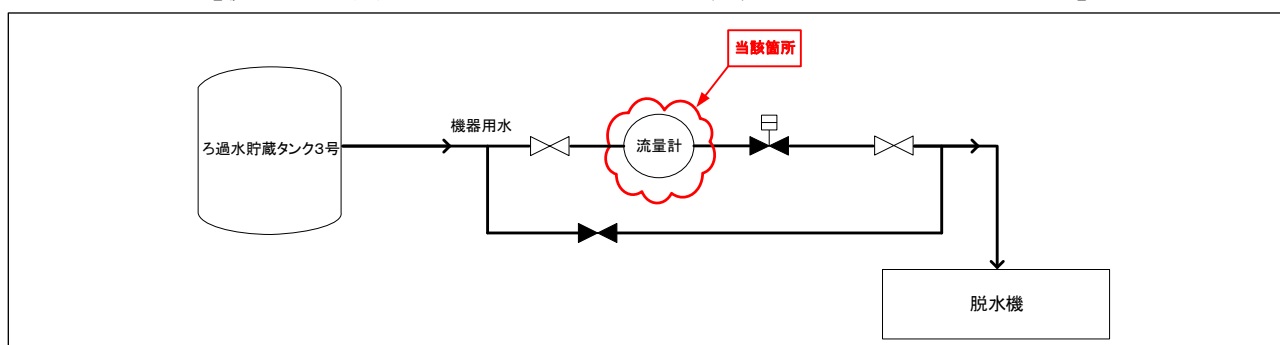 当該箇所
機器用水
ろ過水貯蔵タンク3号
流量計
脱水機